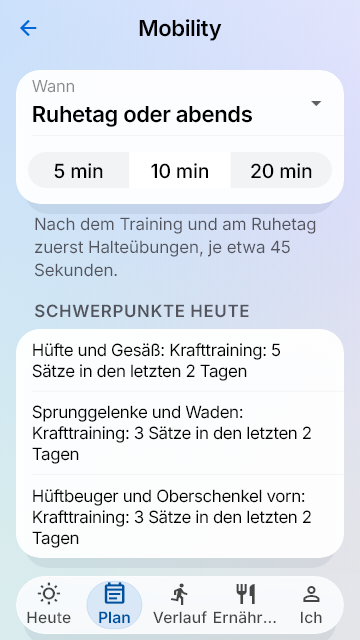 Mobility
Wann
Ruhetag oder abends
5 min 10 min 20 min
Nach dem Training und am Ruhetag
zuerst Halteübungen, je etwa 45
Sekunden.
SCHWERPUNKTE HEUTE
Hüfte und Gesäß: Krafttraining: 5
Sätze in den letzten 2 Tagen
Sprunggelenke und Waden:
Krafttraining: 3 Sätze in den letzten 2
Tagen
Hüftbeuger und Oberschenkel vorn:
Krafttraining: 3 Sätze in den letzten 2
Tagen
Heute Plan Verlauf Ernähr... Ich